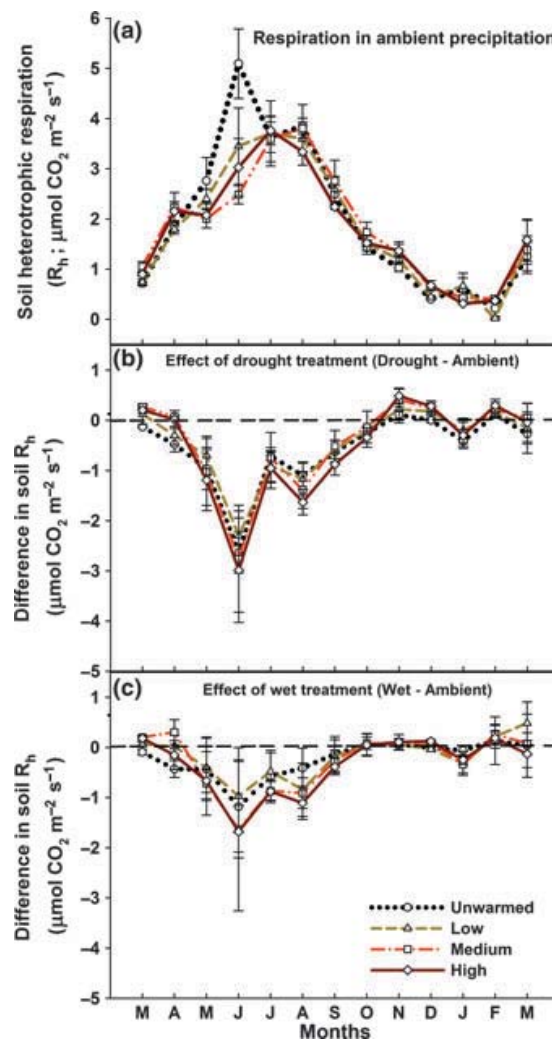 (a)
Respiration in ambient precipitation
Soil heterotrophic respiration
(Rh ; μmol CO2 m–2 s–1)
6
5
4
3
2
1
0
(b)
Effect of drought treatment (Drought - Ambient)
Difference in soil Rh
(μmol CO2 m–2 s–1)
1
0
–1
–2
–3
–4
–5
(c)
Effect of wet treatment (Wet - Ambient)
Difference in soil Rh
(μmol CO2 m–2 s–1)
1
0
–1
–2
–3
–4
–5
Unwarmed
Low
Medium
High
M A M J J A S O N D J F M
Months